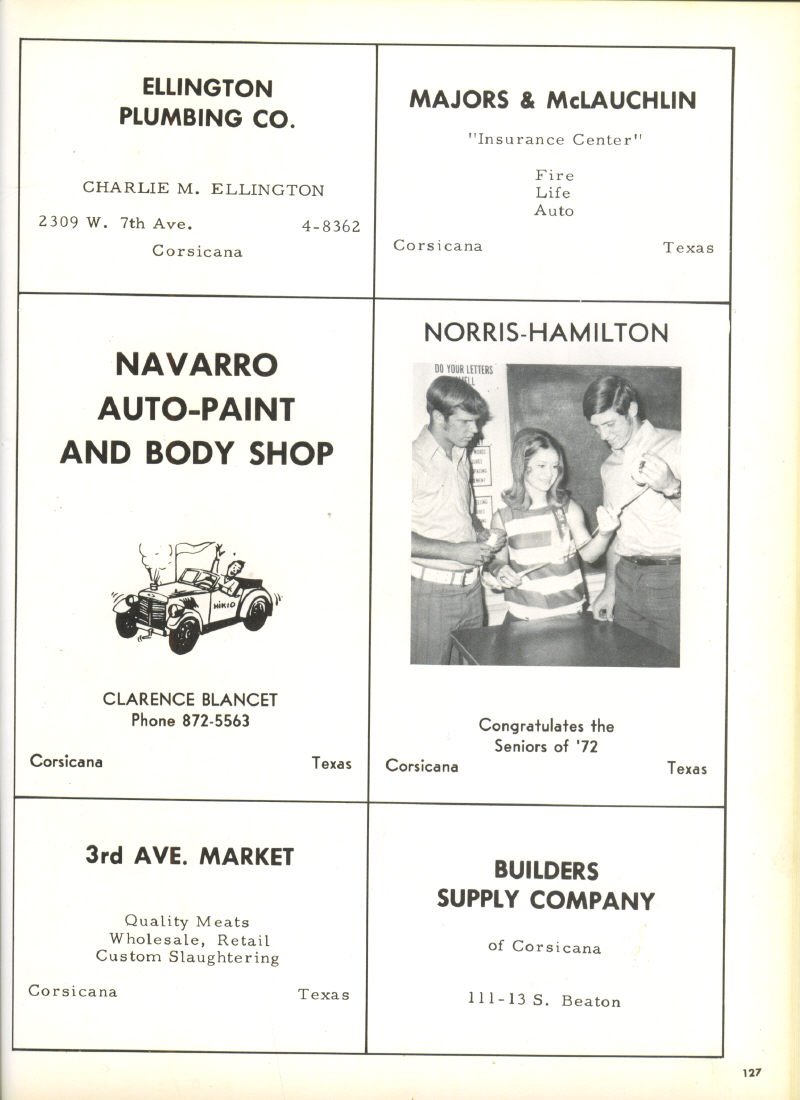 ELLINGTON
PLUMBING CO.
CHARLIE M. ELLINGTON
2309 W. 7th Ave. 4-8362
Corsicana
MAJORS & McLAUCHLIN
"Insurance Center"
Fire
Life
Auto
Corsicana Texas
NAVARRO
AUTO-PAINT
AND BODY SHOP
HIKIO
CLARENCE BLANCET
Phone 872-5563
Corsicana Texas
NORRIS-HAMILTON
DO YOUR LETTERS
Congratulates the
Seniors of '72
Corsicana Texas
3rd AVE. MARKET
Quality Meats
Wholesale, Retail
Custom Slaughtering
Corsicana Texas
BUILDERS
SUPPLY COMPANY
of Corsicana
111-13 S. Beaton
127